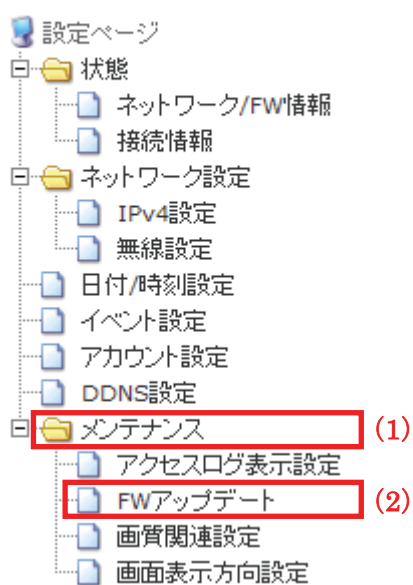 設定ページ
状態
ネットワーク/FW情報
接続情報
ネットワーク設定
IPv4設定
無線設定
日付/時刻設定
イベント設定
アカウント設定
DDNS設定
メンテナンス (1)
アクセスログ表示設定
FWアップデート (2)
画質関連設定
画面表示方向設定